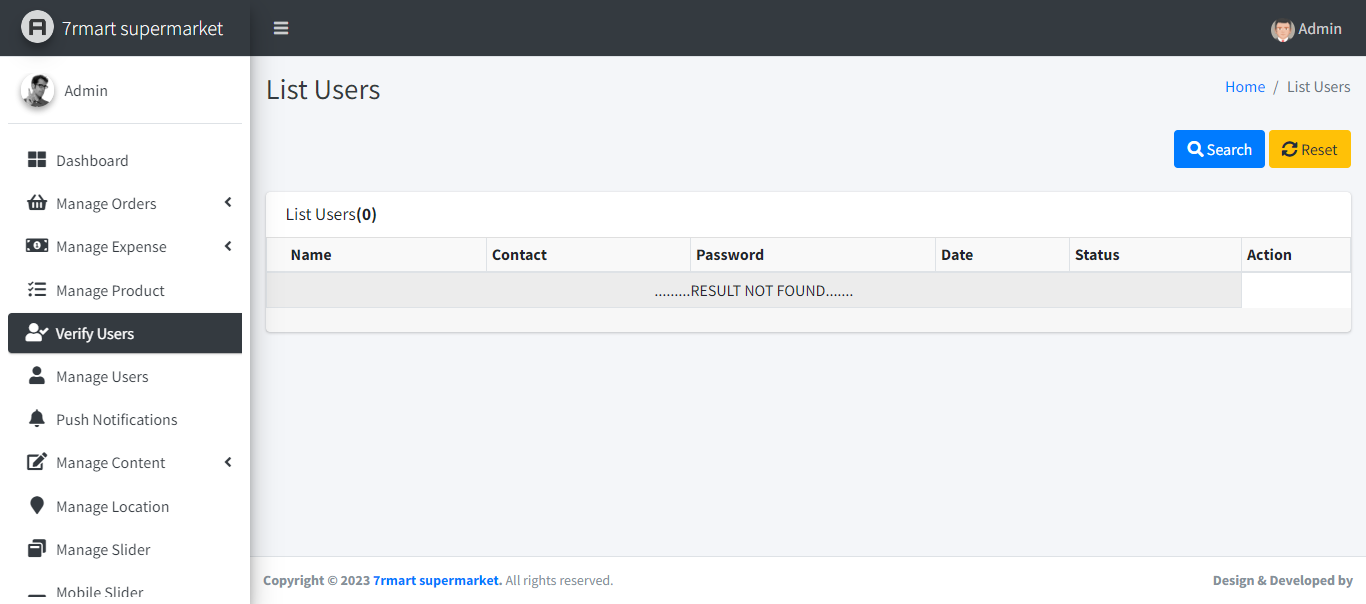 7rmart supermarket
Admin
Admin
Dashboard
Manage Orders
Manage Expense
Manage Product
Verify Users
Manage Users
Push Notifications
Manage Content
Manage Location
Manage Slider
Mobile Slider
List Users
Home / List Users
Search Reset
List Users(0)
Name Contact Password Date Status Action
.........RESULT NOT FOUND.......
Copyright © 2023 7rmart supermarket. All rights reserved.
Design & Developed by